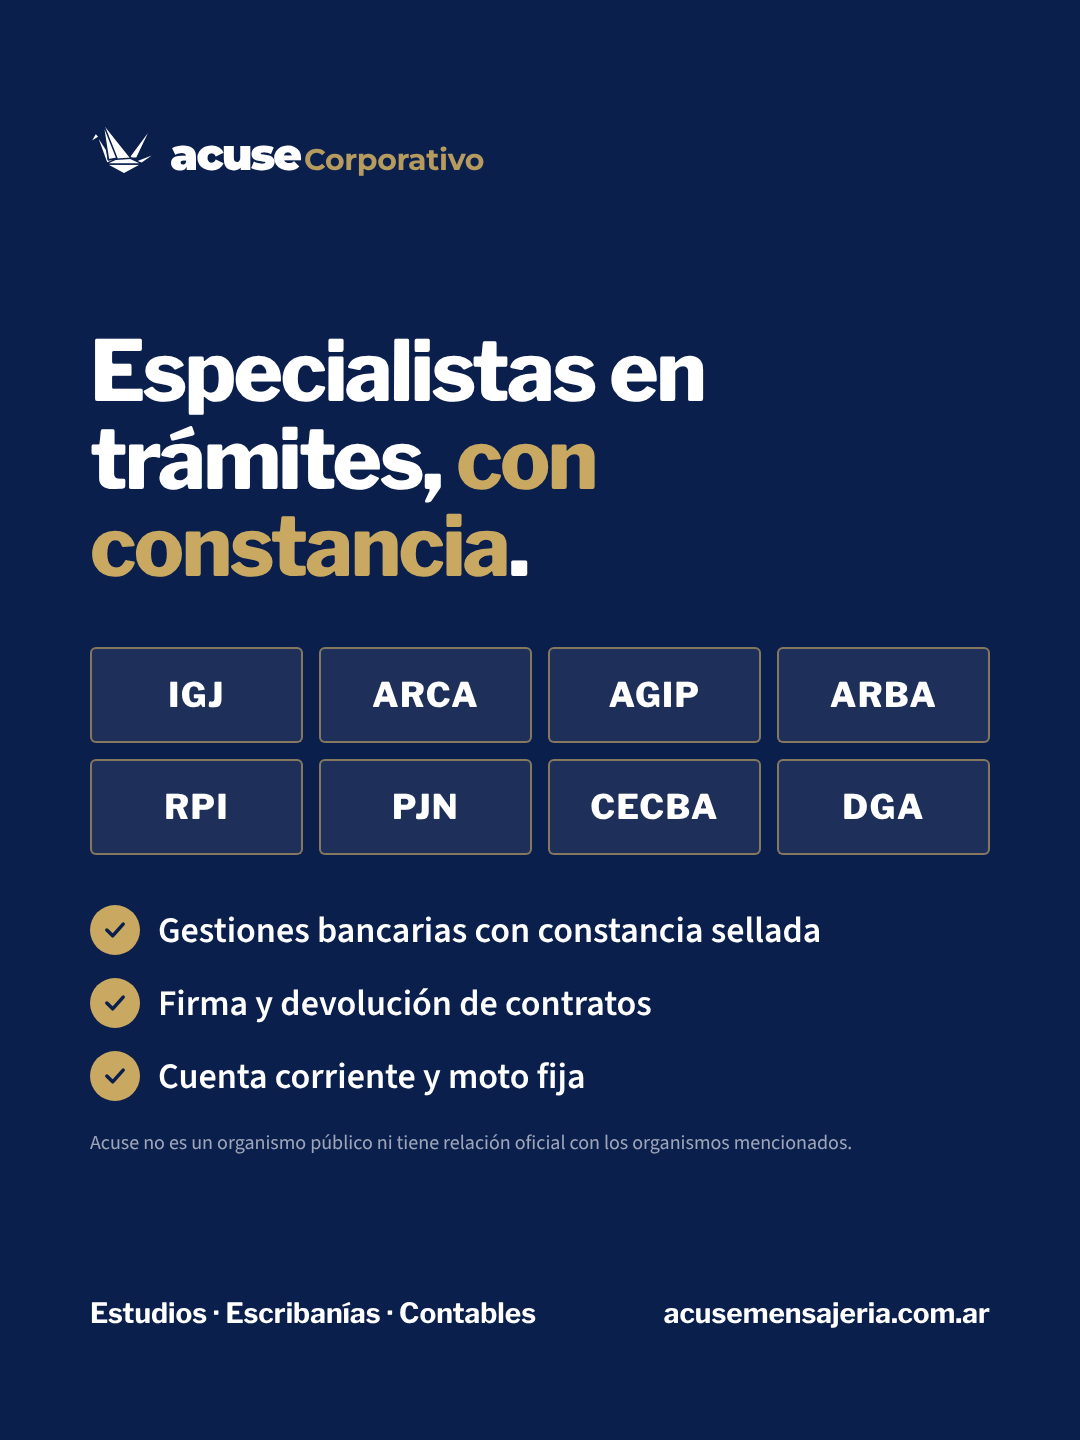 acuse Corporativo
Especialistas en
trámites, con
constancia.
IGJ ARCA AGIP ARBA
RPI PJN CECBA DGA
Gestiones bancarias con constancia sellada
Firma y devolución de contratos
Cuenta corriente y moto fija
Acuse no es un organismo público ni tiene relación oficial con los organismos mencionados.
Estudios · Escribanías · Contables acusemensajeria.com.ar